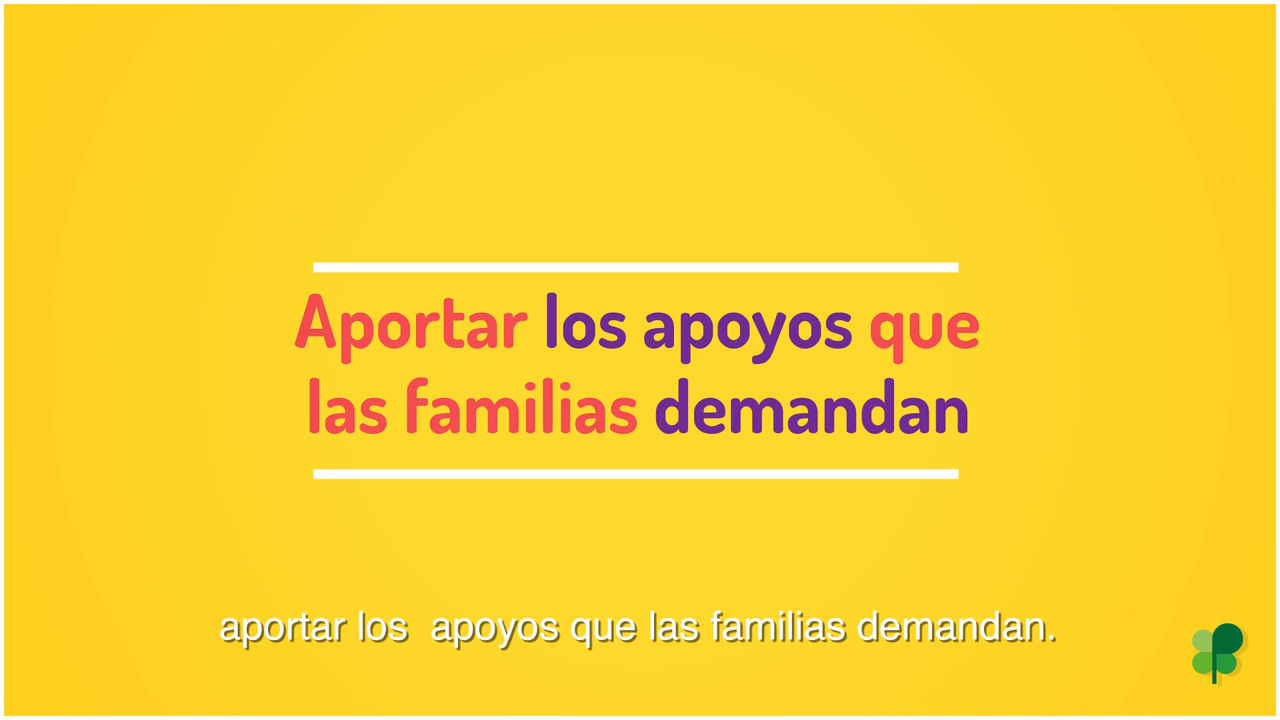 Aportar los apoyos que
las familias demandan
aportar los  apoyos que las familias demandan.